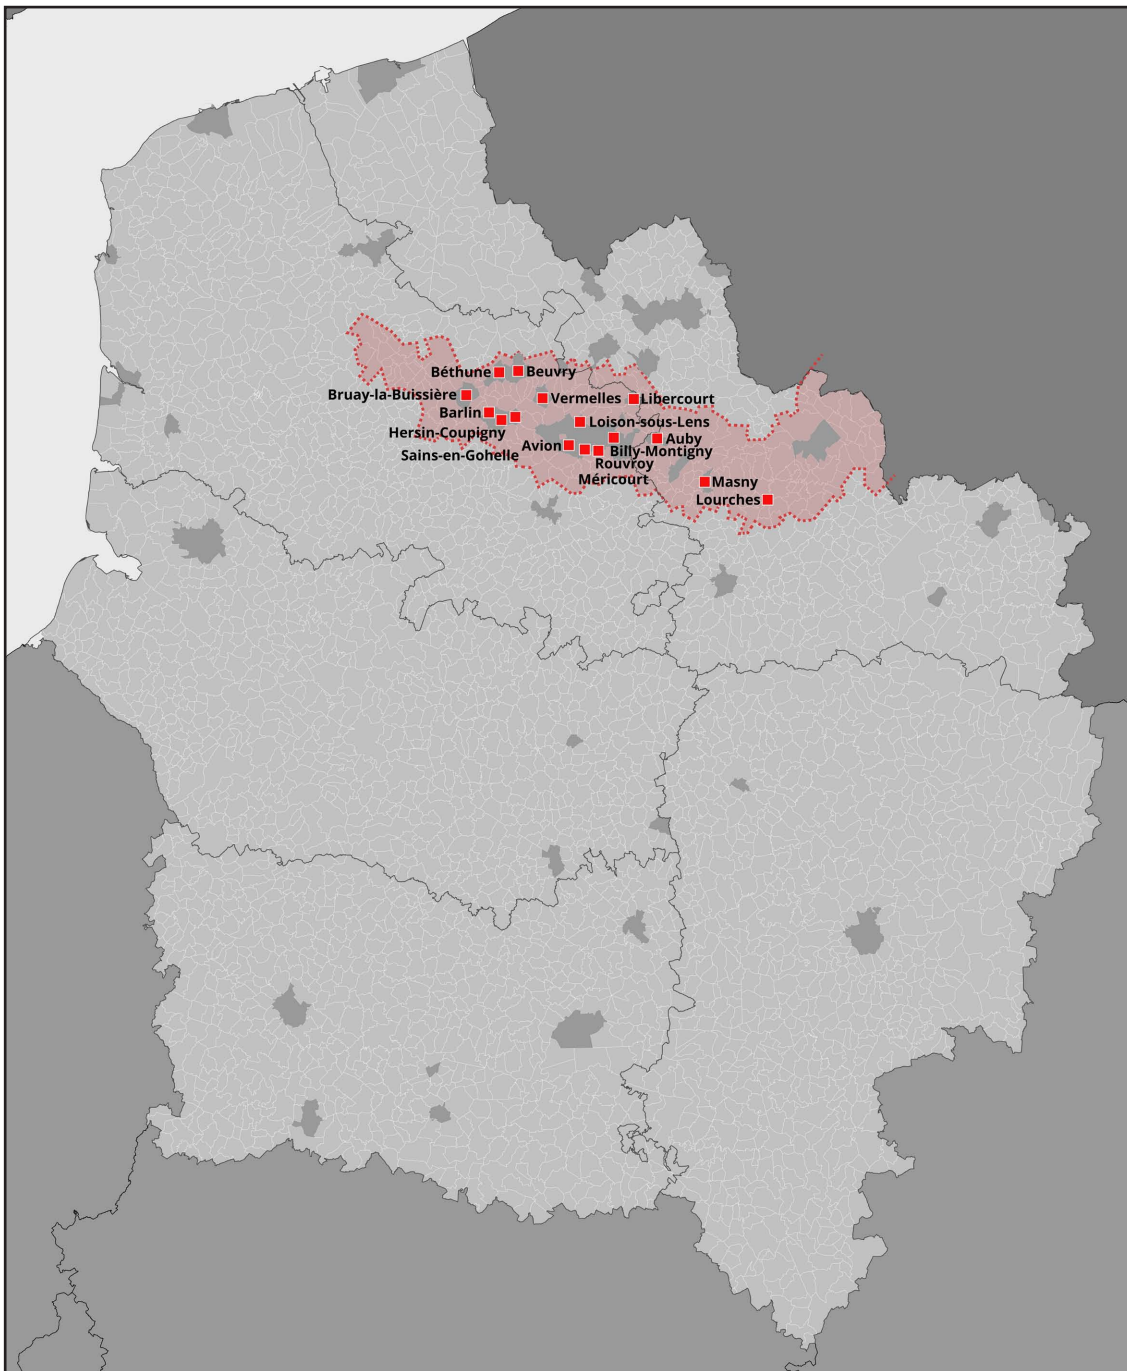 Béthune
Beuvry
Bruay-la-Buissière
Vermelles
Libercourt
Barlin
Loison-sous-Lens
Hersin-Coupigny
Auby
Avion
Billy-Montigny
Sains-en-Gohelle
Rouvroy
Méricourt
Masny
Lourches